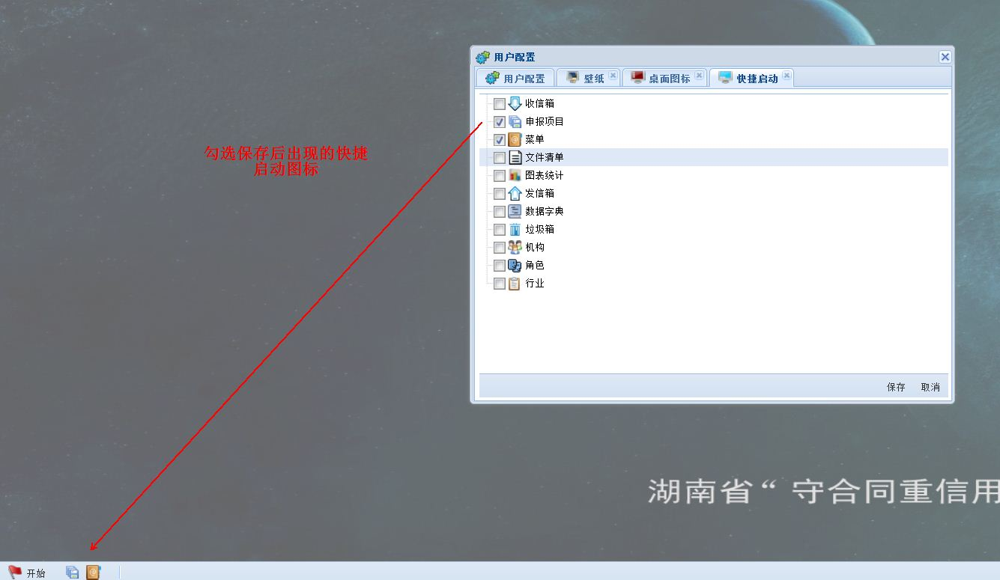 用户配置
用户配置
壁纸
桌面图标
快捷启动
收信箱
申报项目
菜单
文件清单
图表统计
发信箱
数据字典
垃圾箱
机构
角色
行业
保存
取消
勾选保存后出现的快捷
启动图标
湖南省“守合同重信用
开始